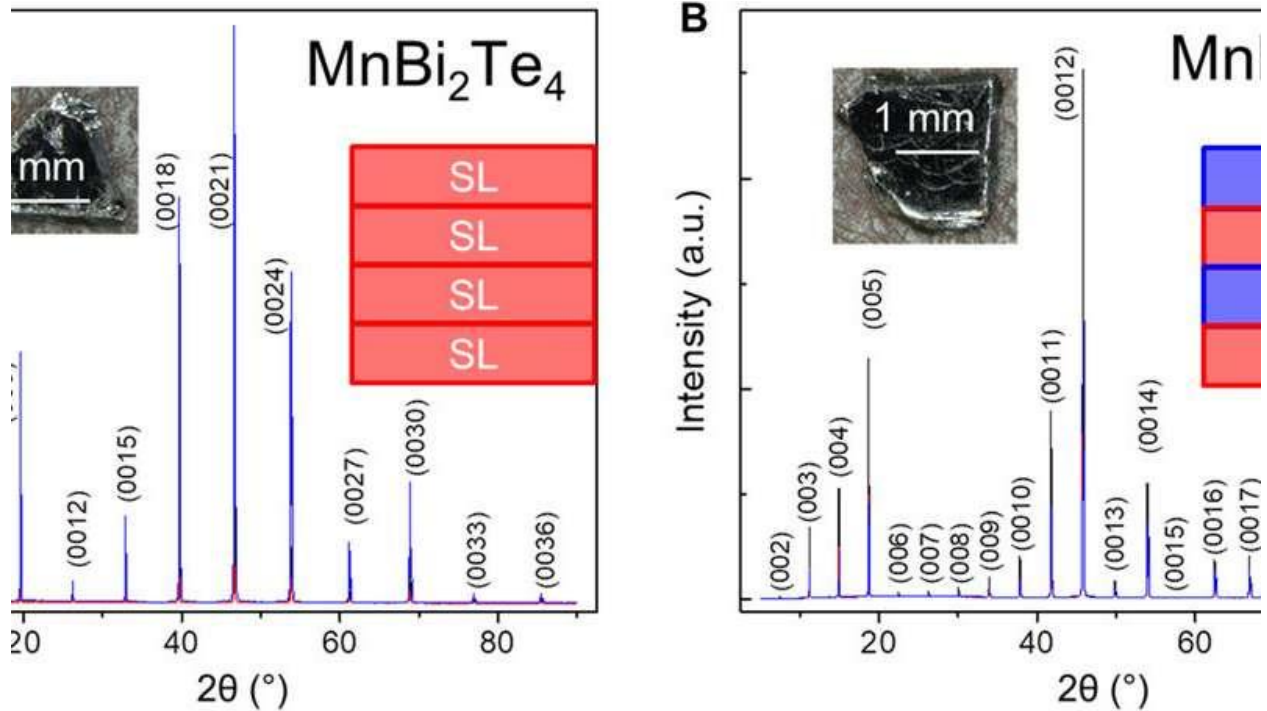 MnBi₂Te₄
mm
SL
SL
SL
SL
(0012)
(0015)
(0018)
(0021)
(0024)
(0027)
(0030)
(0033)
(0036)
20
40
60
80
2θ (°)
B
1 mm
Intensity (a.u.)
(002)
(003)
(004)
(005)
(006)
(007)
(008)
(009)
(0010)
(0011)
(0012)
(0013)
(0014)
(0015)
(0016)
(0017)
20
40
60
2θ (°)